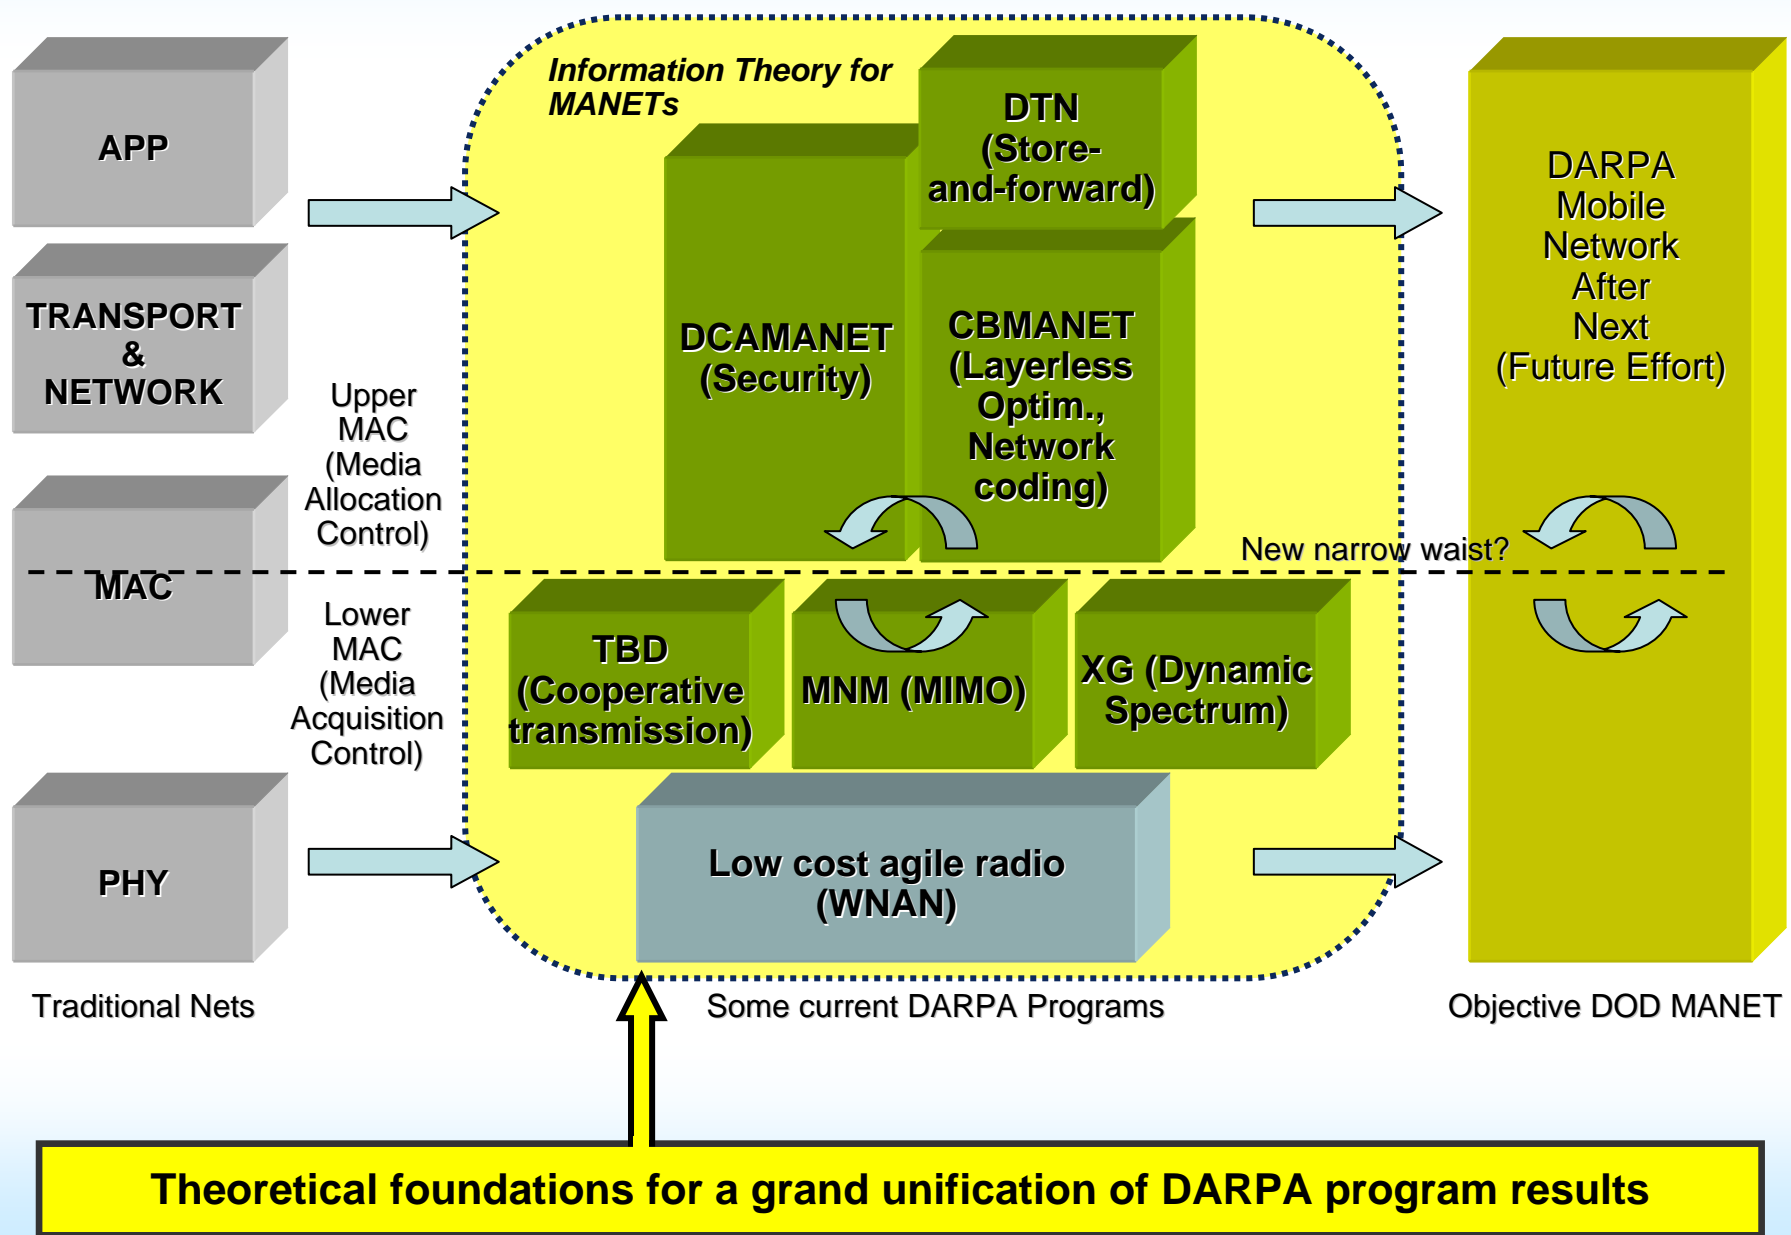 APP
TRANSPORT
&
NETWORK
MAC
PHY
Traditional Nets
Upper
MAC
(Media
Allocation
Control)
Lower
MAC
(Media
Acquisition
Control)
Information Theory for
MANETs
DTN
(Store-
and-forward)
DCAMANET
(Security)
CBMANET
(Layerless
Optim.,
Network
coding)
New narrow waist?
TBD
(Cooperative
transmission)
MNM (MIMO)
XG (Dynamic
Spectrum)
Low cost agile radio
(WNAN)
Some current DARPA Programs
DARPA
Mobile
Network
After
Next
(Future Effort)
Objective DOD MANET
Theoretical foundations for a grand unification of DARPA program results